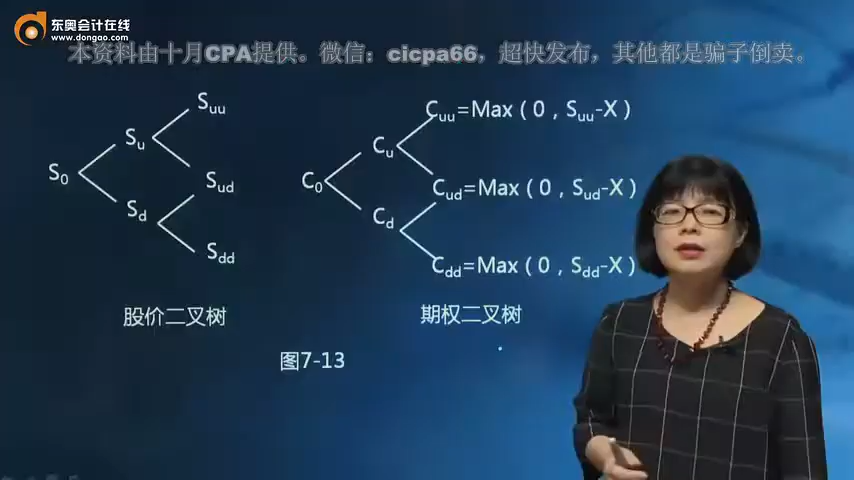 东奥会计在线
www.dongao.com
本资料由十月CPA提供。微信：cicpa66，超快发布，其他都是骗子倒卖。
Suu
Su
S0
Sud
Sd
Sdd
股价二叉树
Cuu=Max（0，Suu-X）
Cu
C0
Cud=Max（0，Sud-X）
Cd
Cdd=Max（0，Sdd-X）
期权二叉树
图7-13